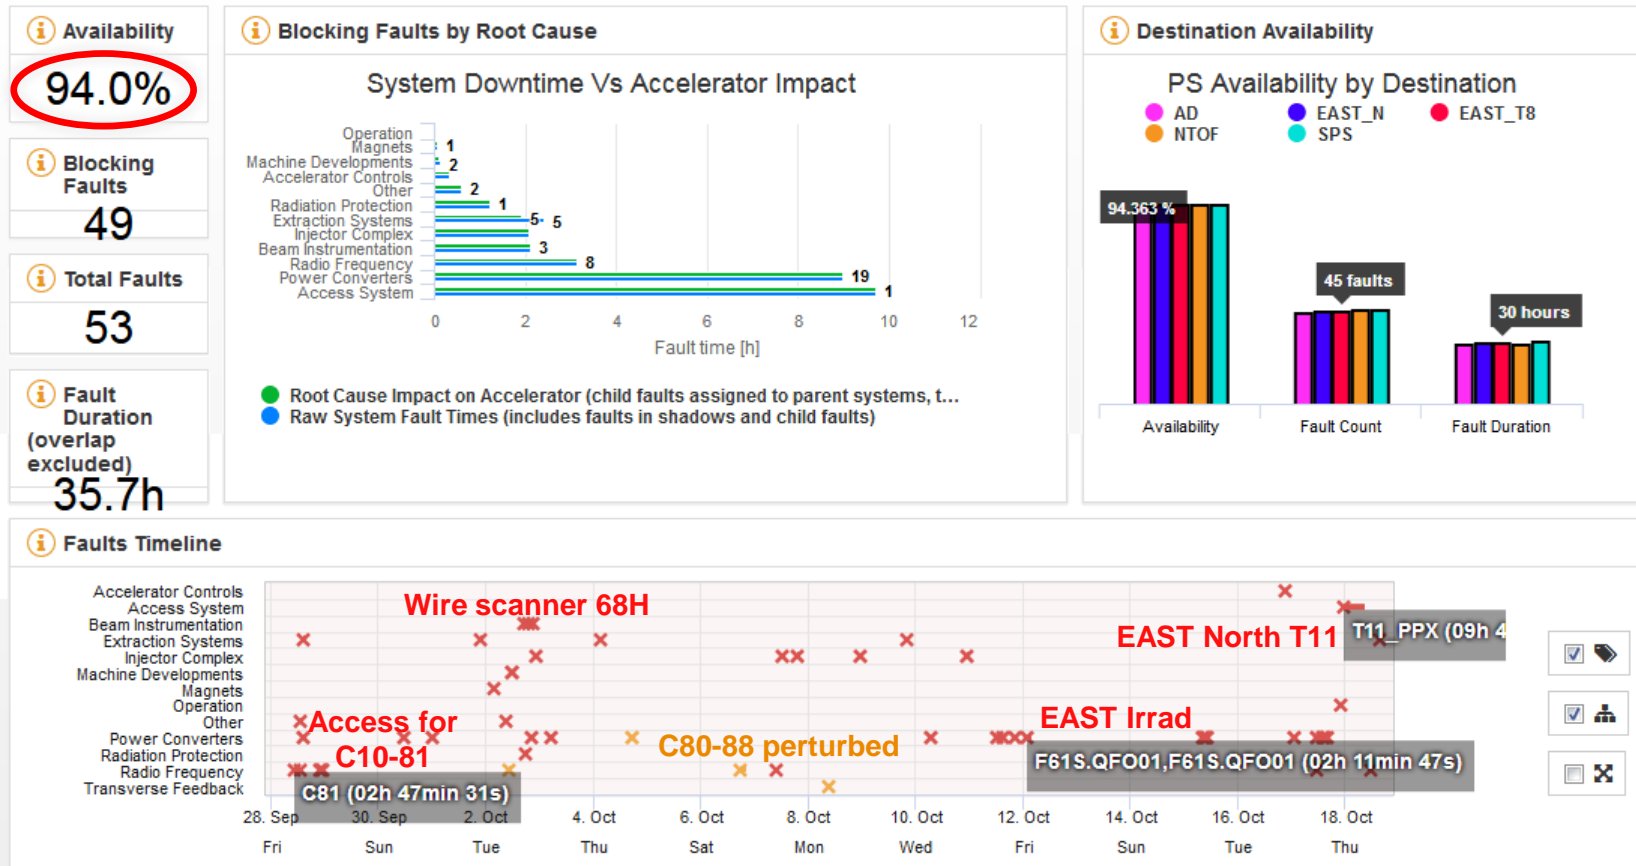 Availability
94.0%
Blocking
Faults
49
Total Faults
53
Fault
Duration
(overlap
excluded)
35.7h
Blocking Faults by Root Cause
System Downtime Vs Accelerator Impact
Operation
Magnets
1
Machine Developments
2
Accelerator Controls
Other
2
Radiation Protection
1
Extraction Systems
5 5
Injector Complex
Beam Instrumentation
3
Radio Frequency
8
Power Converters
19
Access System
1
0 2 4 6 8 10 12
Fault time [h]
Root Cause Impact on Accelerator (child faults assigned to parent systems, t...
Raw System Fault Times (includes faults in shadows and child faults)
Destination Availability
PS Availability by Destination
AD EAST_N EAST_T8
NTOF SPS
94.363 %
45 faults
30 hours
Availability Fault Count Fault Duration
Faults Timeline
Accelerator Controls
Access System
Beam Instrumentation
Extraction Systems
Injector Complex
Machine Developments
Magnets
Operation
Other
Power Converters
Radiation Protection
Radio Frequency
Transverse Feedback
Wire scanner 68H
EAST North T11
T11_PPX (09h 4
Access for
C10-81
C80-88 perturbed
EAST Irrad
F61S.QFO01,F61S.QFO01 (02h 11min 47s)
C81 (02h 47min 31s)
28. Sep 30. Sep 2. Oct 4. Oct 6. Oct 8. Oct 10. Oct 12. Oct 14. Oct 16. Oct 18. Oct
Fri Sun Tue Thu Sat Mon Wed Fri Sun Tue Thu